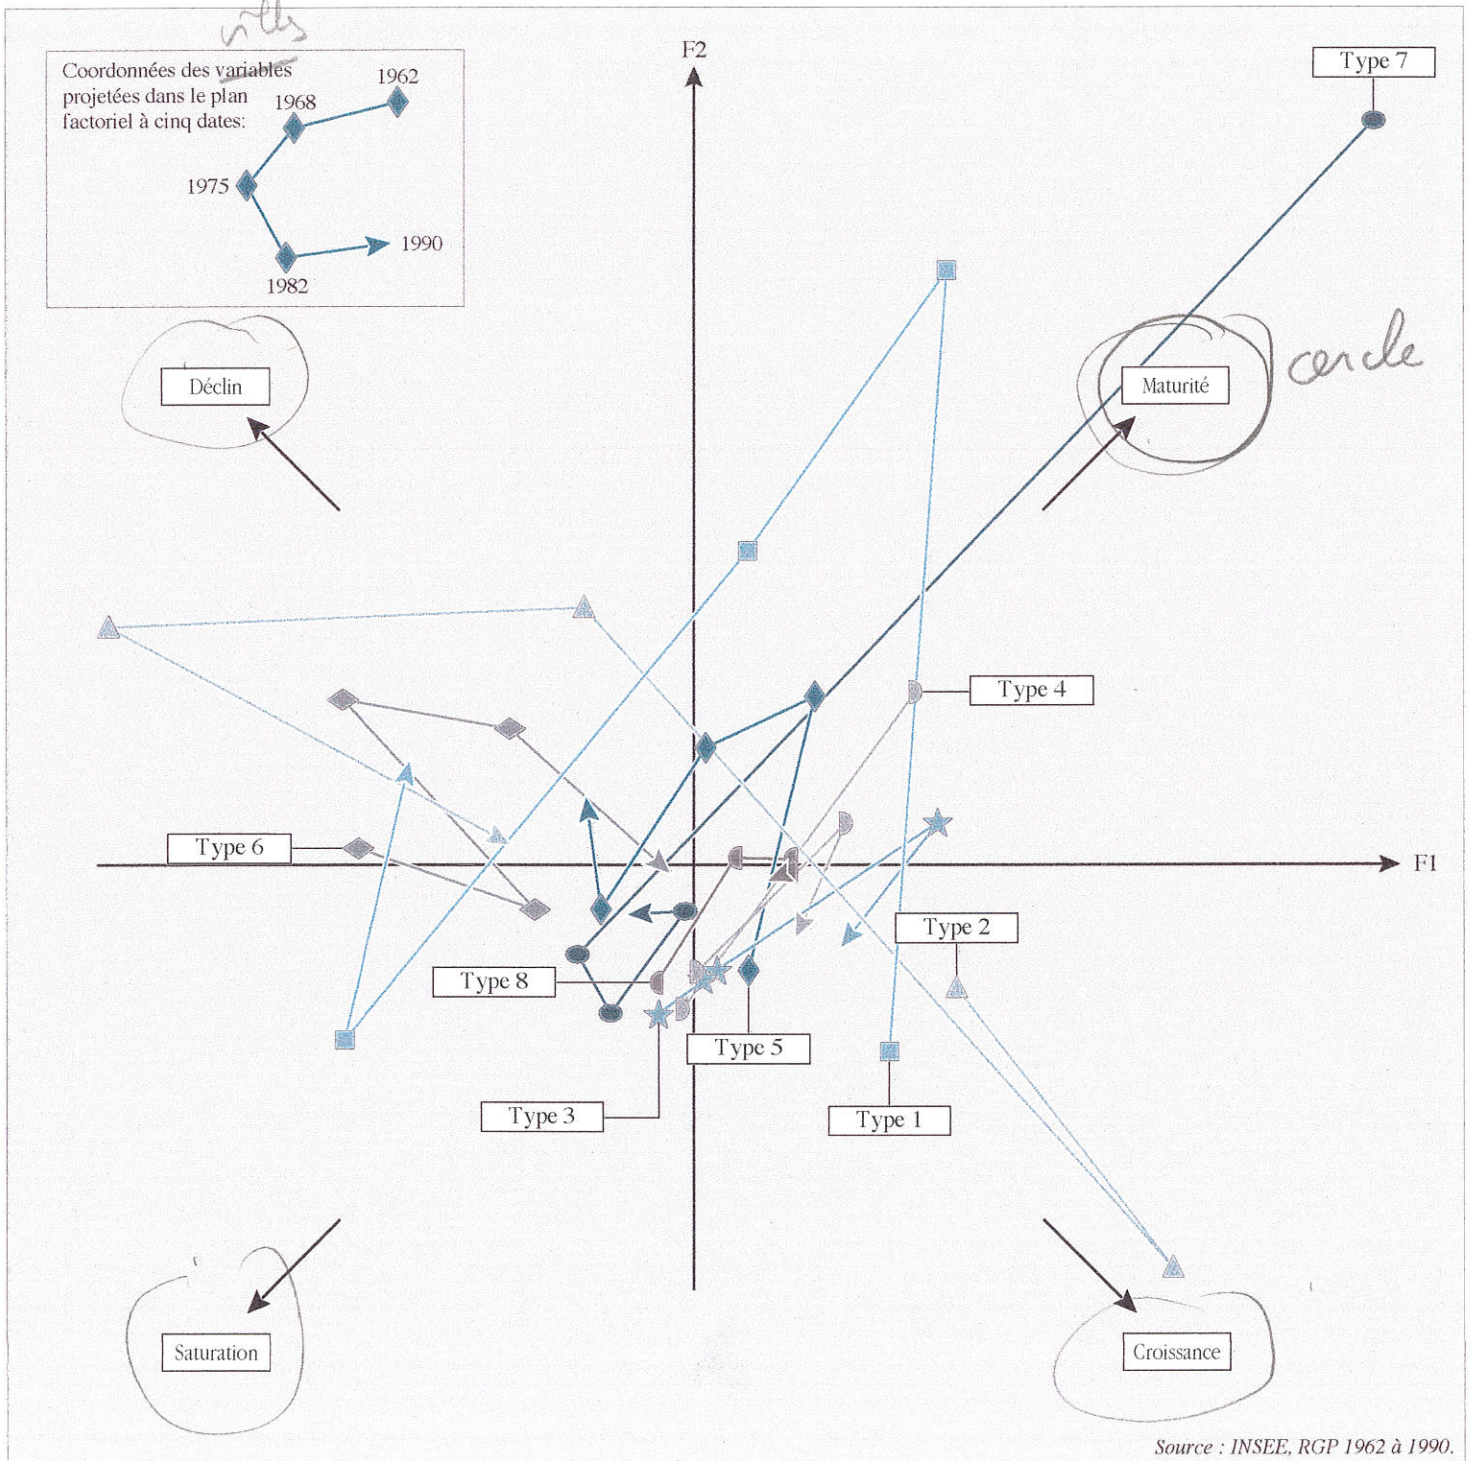 villes
Coordonnées des variables
projetées dans le plan
factoriel à cinq dates:
1962
1968
1975
1982
1990
F2
Type 7
Déclin
Maturité
cercle
Type 4
Type 6
F1
Type 2
Type 8
Type 5
Type 3
Type 1
Saturation
Croissance
Source : INSEE, RGP 1962 à 1990.